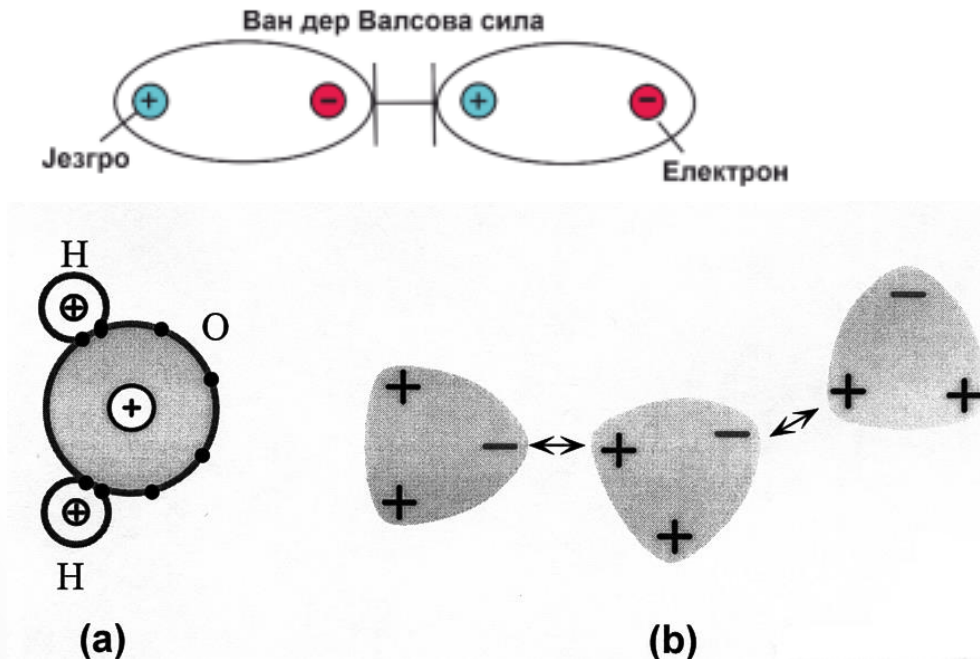 Ван дер Валсова сила
+ − + −
Језгро
Електрон
H
+
O
+
+
H
+
+
−
+
−
+
−
+
+
(a)
(b)